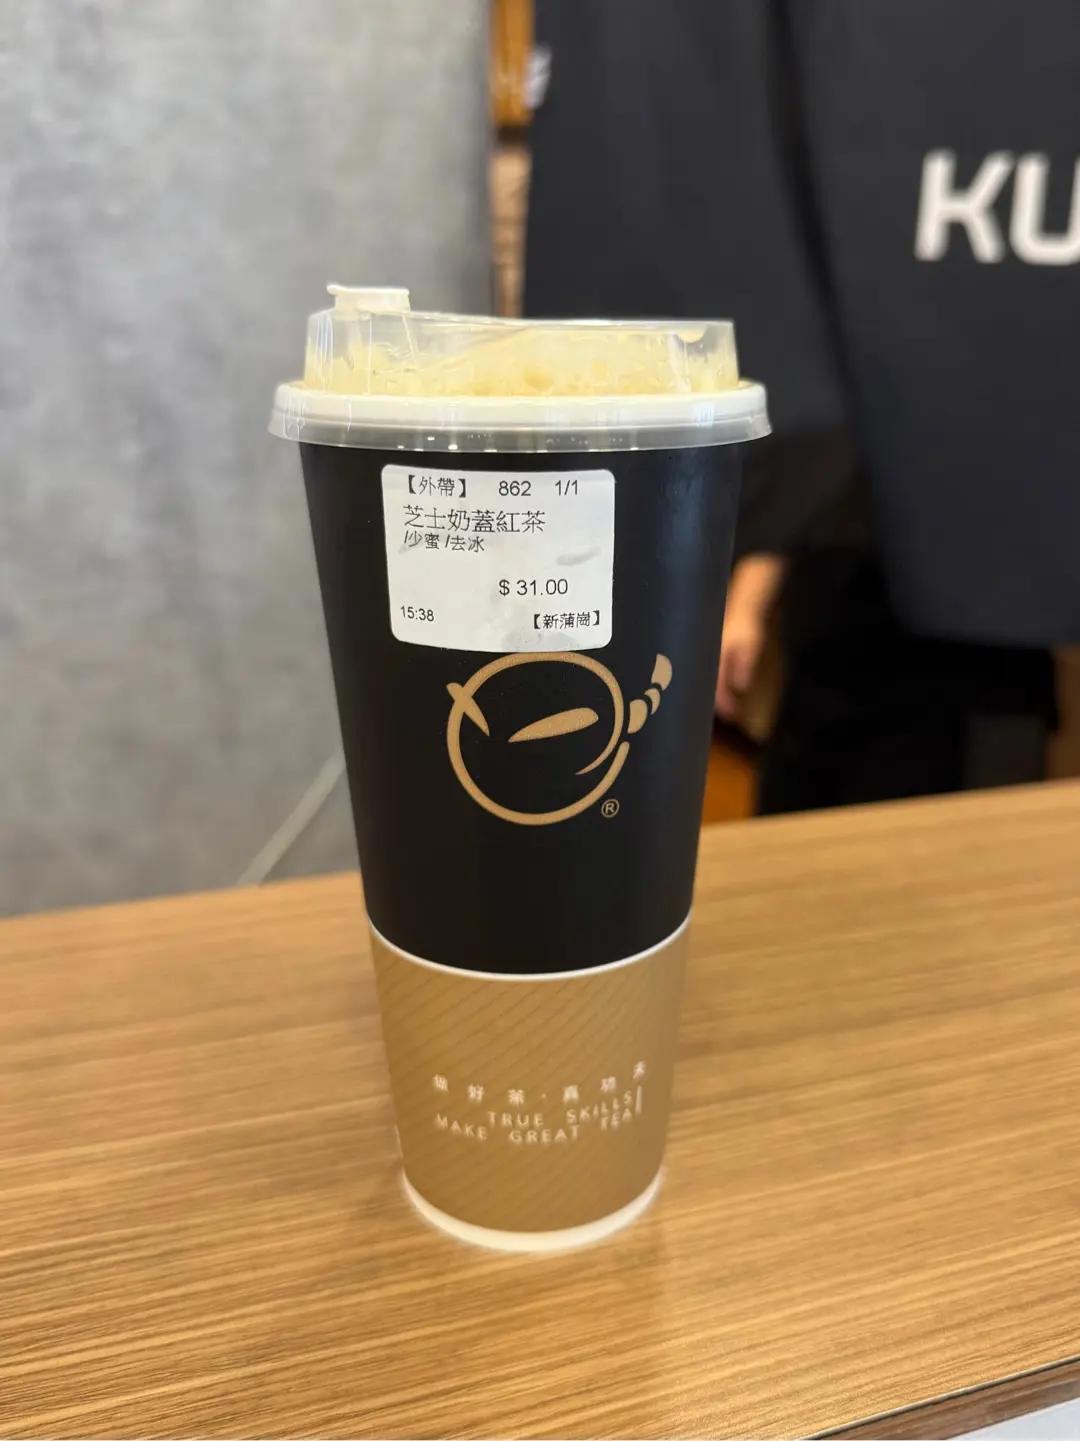 KU
【外帶】 862 1/1
芝士奶蓋紅茶
/少蜜 /去冰
$ 31.00
15:38 【新蒲崗】
®
做好茶·真功夫
TRUE SKILLS
MAKE GREAT TEA